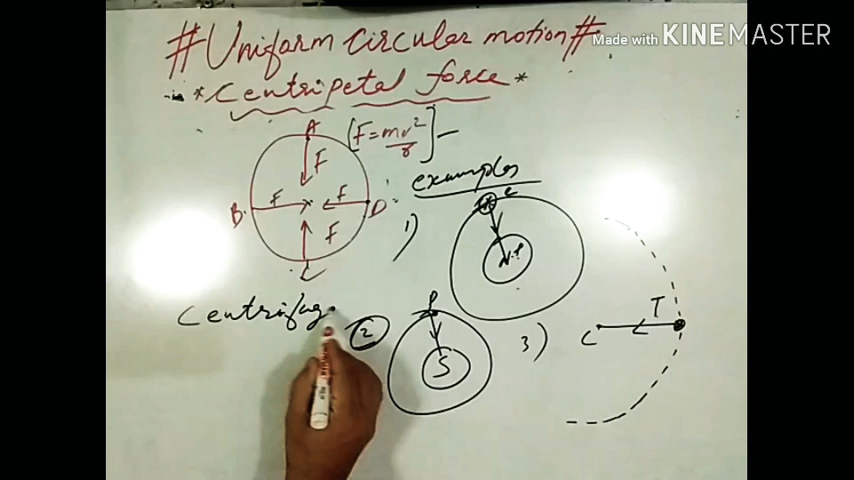 #Uniform circular motion#
Made with KINEMASTER
* centripetal force *
A
[F = mv²/r]
F
examples
B
F
F
D
1)
e
F
N.P
C
Centrifug
2
P
S
3)
C
T